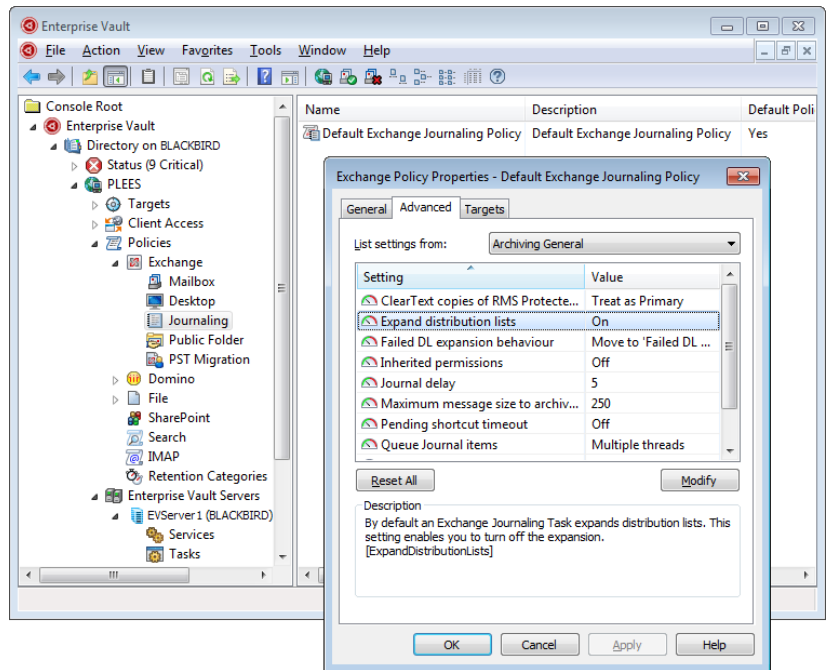 Enterprise Vault
File Action View Favorites Tools Window Help
Console Root
Enterprise Vault
Directory on BLACKBIRD
Status (9 Critical)
PLEES
Targets
Client Access
Policies
Exchange
Mailbox
Desktop
Journaling
Public Folder
PST Migration
Domino
File
SharePoint
Search
IMAP
Retention Categories
Enterprise Vault Servers
EVServer1 (BLACKBIRD)
Services
Tasks
Name Description Default Poli
Default Exchange Journaling Policy Default Exchange Journaling Policy Yes
Exchange Policy Properties - Default Exchange Journaling Policy
General Advanced Targets
List settings from: Archiving General
Setting Value
ClearText copies of RMS Protecte... Treat as Primary
Expand distribution lists On
Failed DL expansion behaviour Move to 'Failed DL ...
Inherited permissions Off
Journal delay 5
Maximum message size to archiv... 250
Pending shortcut timeout Off
Queue Journal items Multiple threads
Reset All Modify
Description
By default an Exchange Journaling Task expands distribution lists. This
setting enables you to turn off the expansion.
[ExpandDistributionLists]
OK Cancel Apply Help